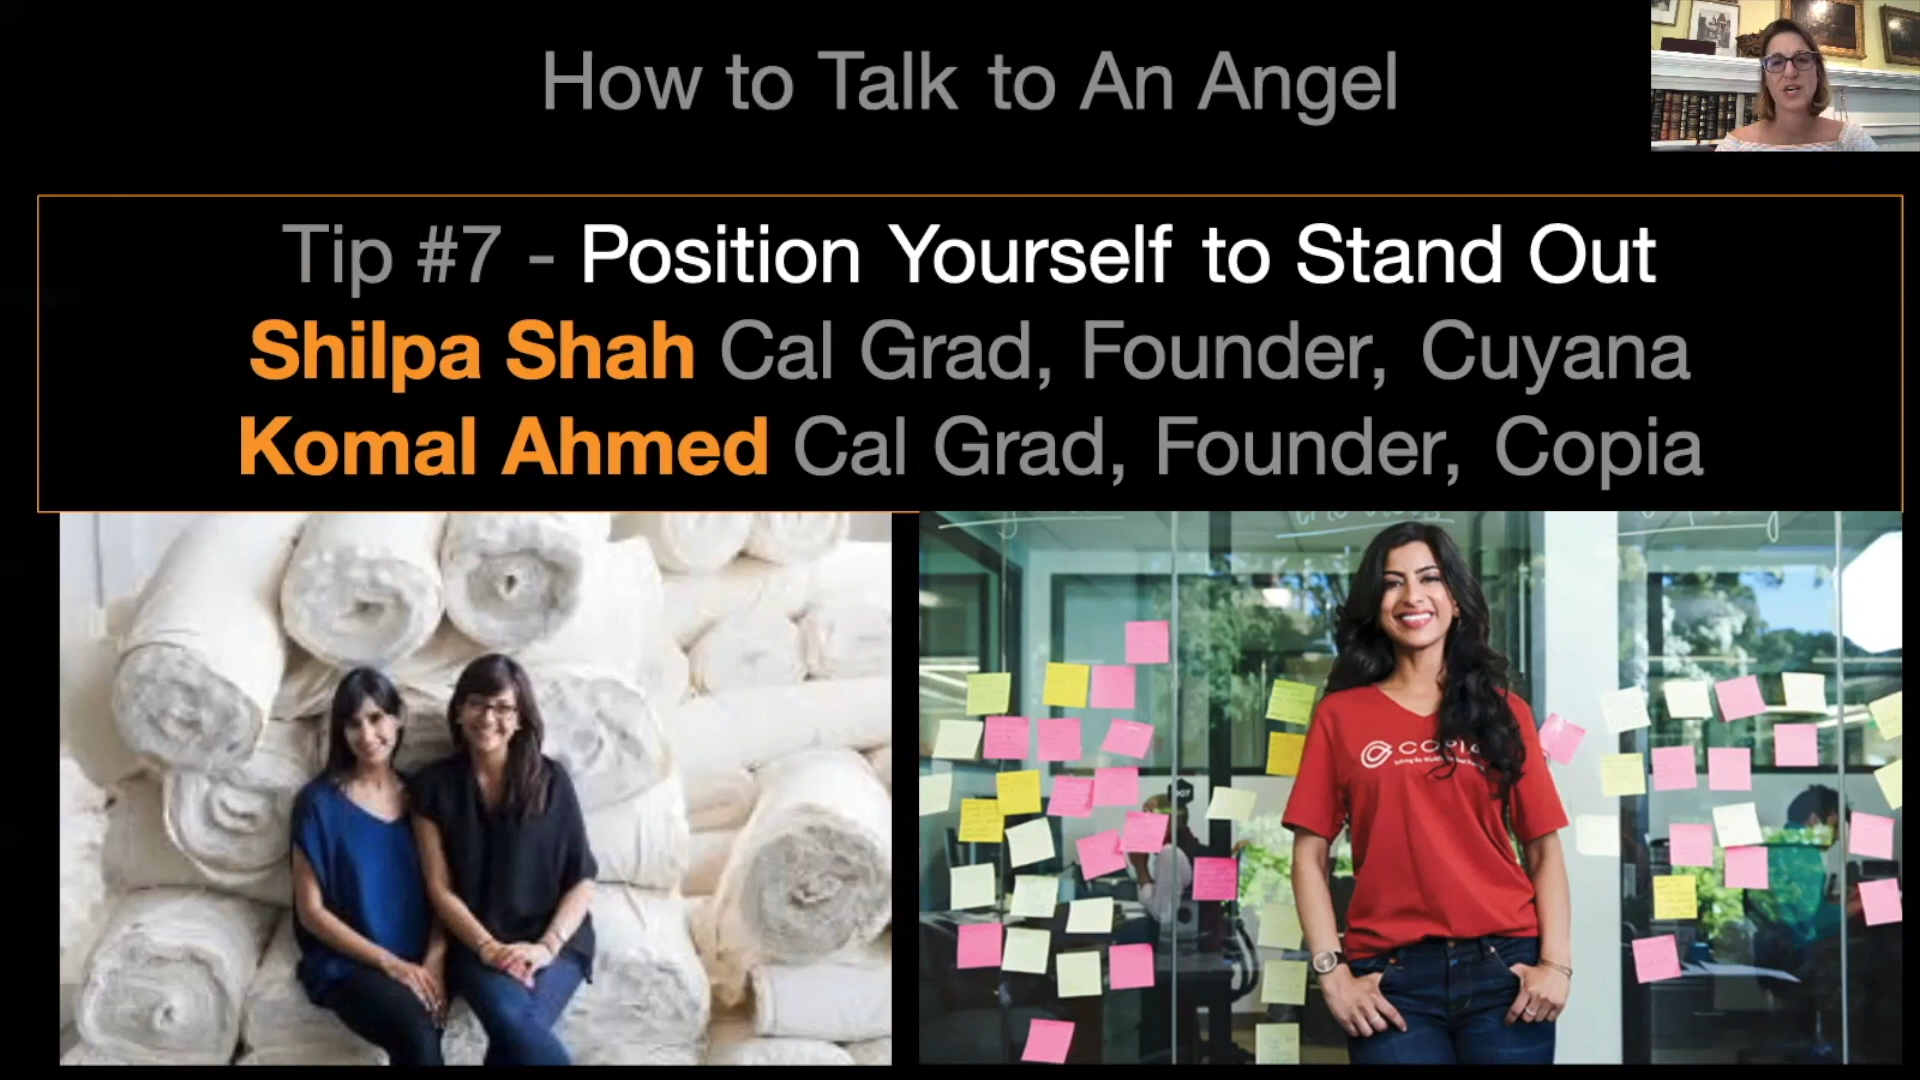 How to Talk to An Angel
Tip #7 - Position Yourself to Stand Out
Shilpa Shah Cal Grad, Founder, Cuyana
Komal Ahmed Cal Grad, Founder, Copia